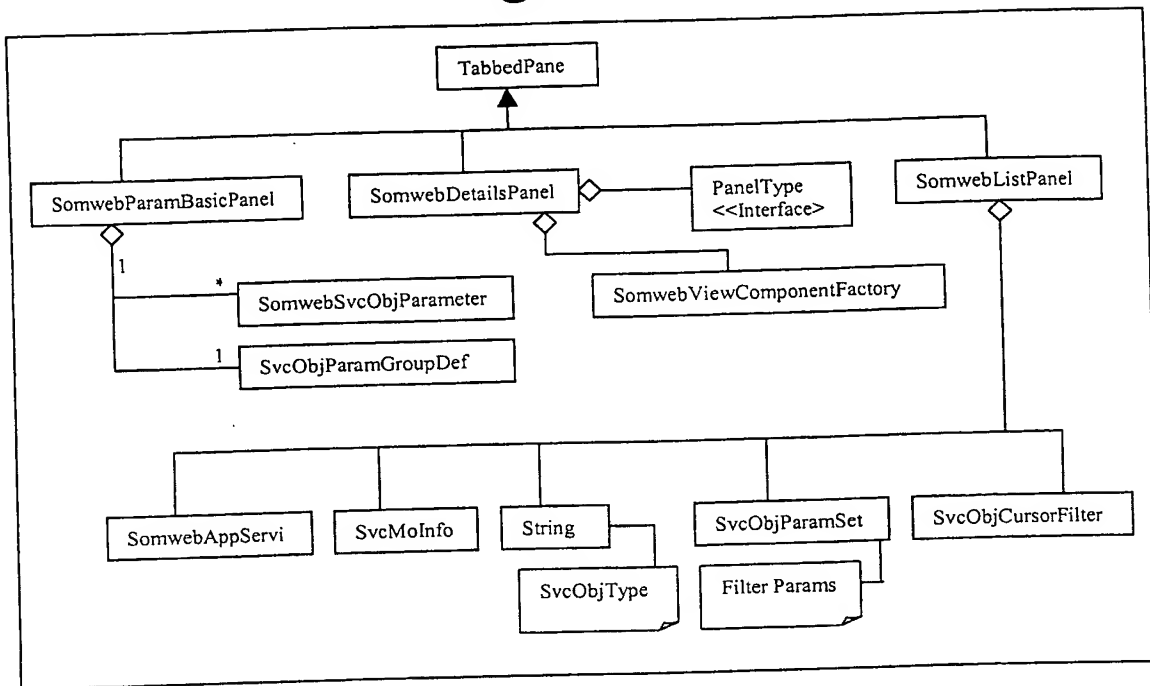 TabbedPane
SomwebParamBasicPanel
SomwebDetailsPanel
PanelType
<<Interface>
SomwebListPanel
1
*
SomwebSvcObjParameter
SomwebViewComponentFactory
1
SvcObjParamGroupDef
SomwebAppServi
SvcMoInfo
String
SvcObjParamSet
SvcObjCursorFilter
SvcObjType
Filter Params